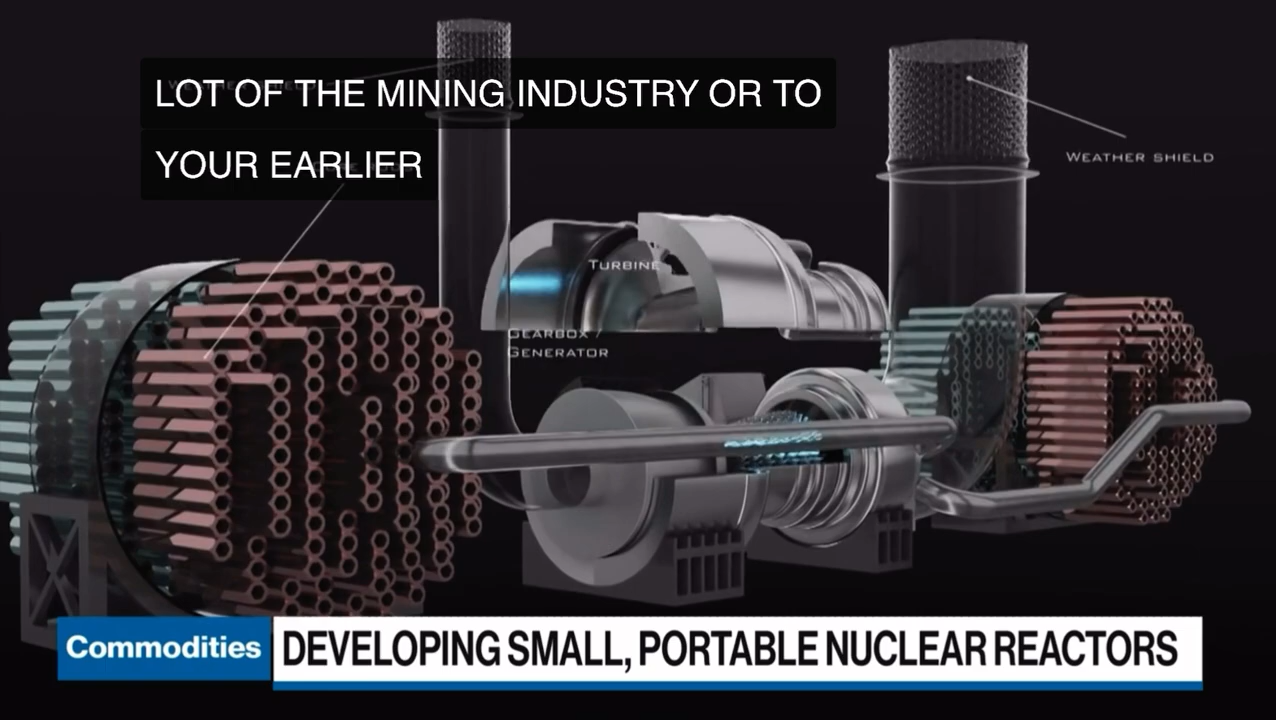 LOT OF THE MINING INDUSTRY OR TO
YOUR EARLIER
WEATHER SHIELD
TURBINE
GEARBOX /
GENERATOR
Commodities
DEVELOPING SMALL, PORTABLE NUCLEAR REACTORS